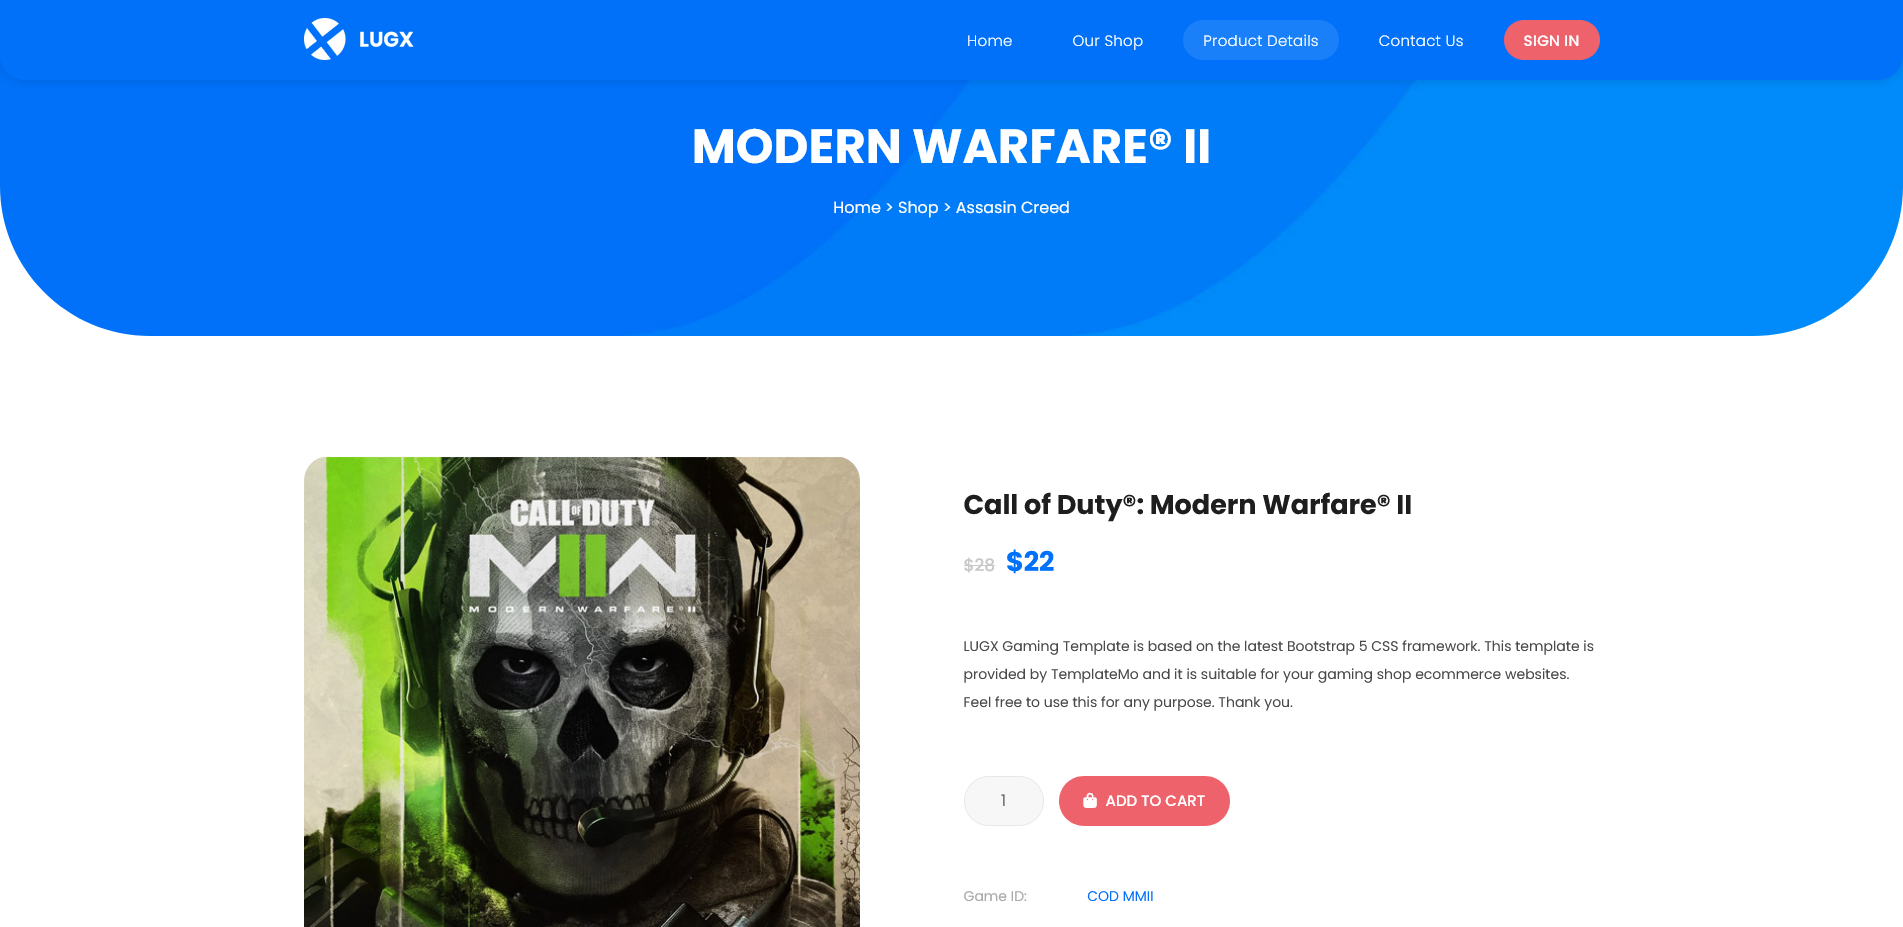 LUGX
Home
Our Shop
Product Details
Contact Us
SIGN IN
MODERN WARFARE® II
Home > Shop > Assasin Creed
CALL OF DUTY
MIIW
MODERN WARFARE® II
Call of Duty®: Modern Warfare® II
$28 $22
LUGX Gaming Template is based on the latest Bootstrap 5 CSS framework. This template is
provided by TemplateMo and it is suitable for your gaming shop ecommerce websites.
Feel free to use this for any purpose. Thank you.
1
ADD TO CART
Game ID:
COD MMII